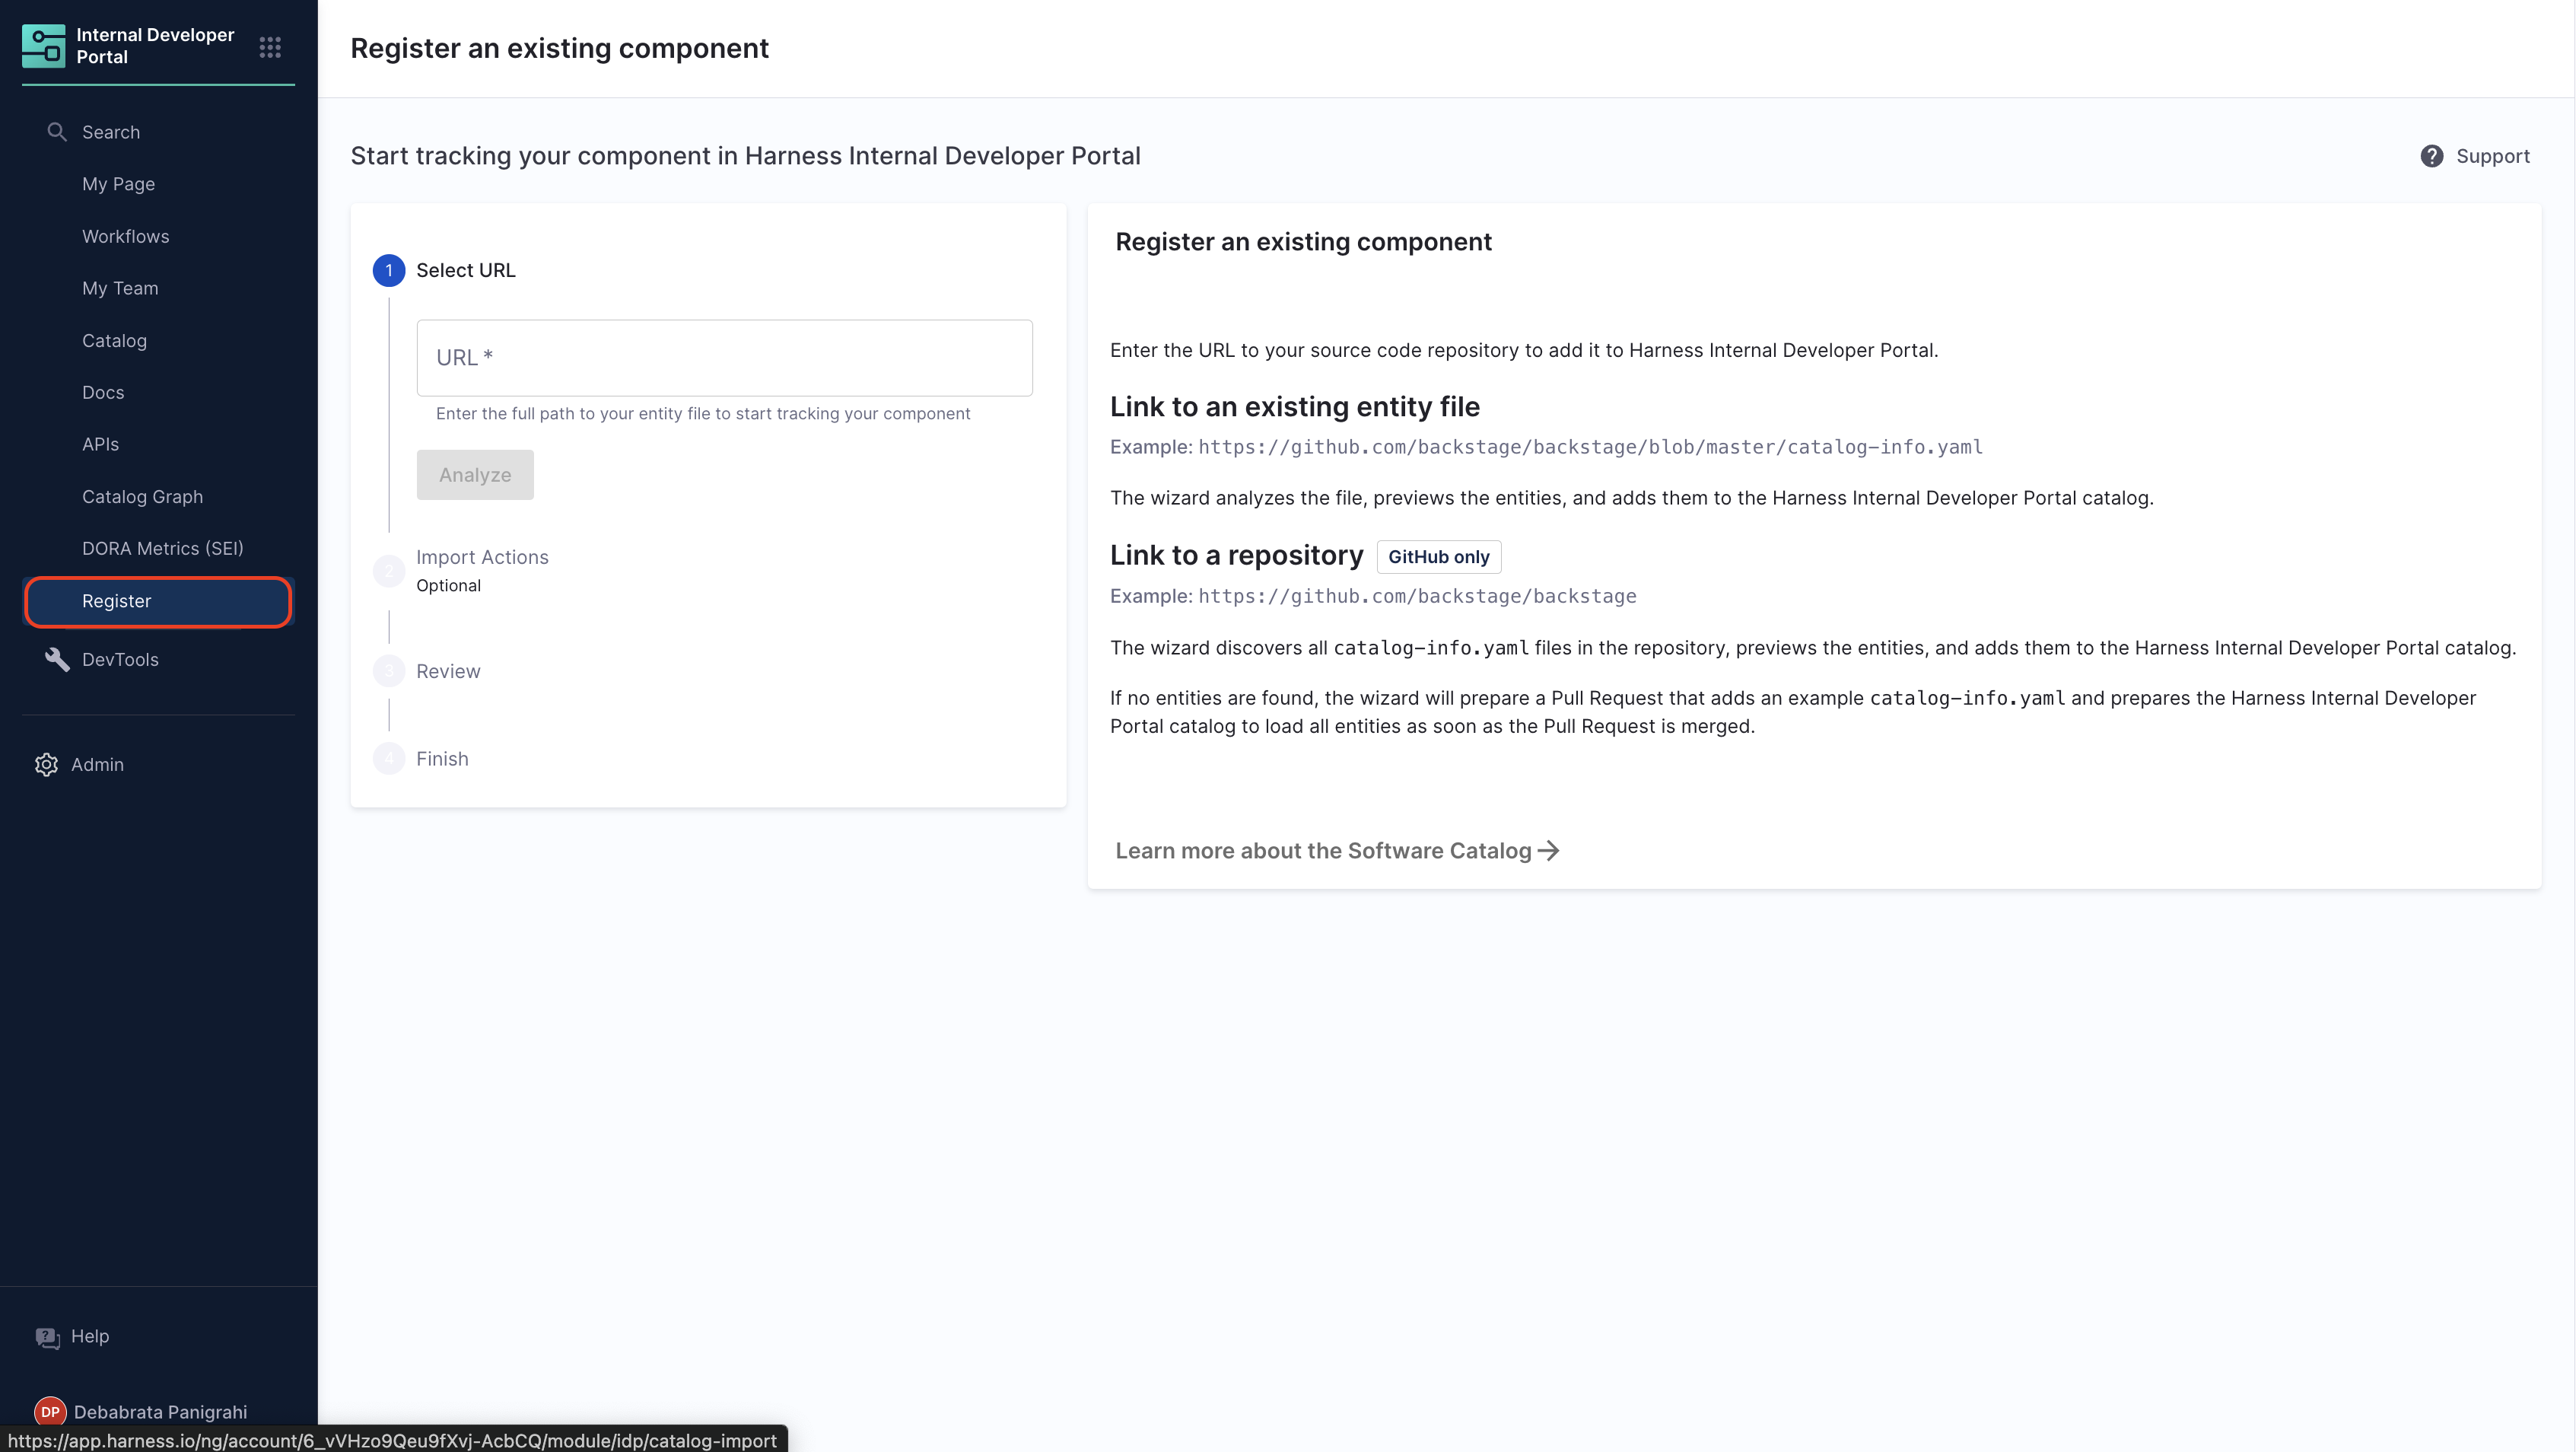 Internal Developer
Portal
Search
My Page
Workflows
My Team
Catalog
Docs
APIs
Catalog Graph
DORA Metrics (SEI)
Register
DevTools
Admin
Help
DP Debabrata Panigrahi
https://app.harness.io/ng/account/6_vVHzo9Qeu9fXvj-AcbCQ/module/idp/catalog-import
Register an existing component
Start tracking your component in Harness Internal Developer Portal
Support
1 Select URL
URL *
Enter the full path to your entity file to start tracking your component
Analyze
2 Import Actions
Optional
3 Review
4 Finish
Register an existing component
Enter the URL to your source code repository to add it to Harness Internal Developer Portal.
Link to an existing entity file
Example: https://github.com/backstage/backstage/blob/master/catalog-info.yaml
The wizard analyzes the file, previews the entities, and adds them to the Harness Internal Developer Portal catalog.
Link to a repository GitHub only
Example: https://github.com/backstage/backstage
The wizard discovers all catalog-info.yaml files in the repository, previews the entities, and adds them to the Harness Internal Developer Portal catalog.
If no entities are found, the wizard will prepare a Pull Request that adds an example catalog-info.yaml and prepares the Harness Internal Developer
Portal catalog to load all entities as soon as the Pull Request is merged.
Learn more about the Software Catalog